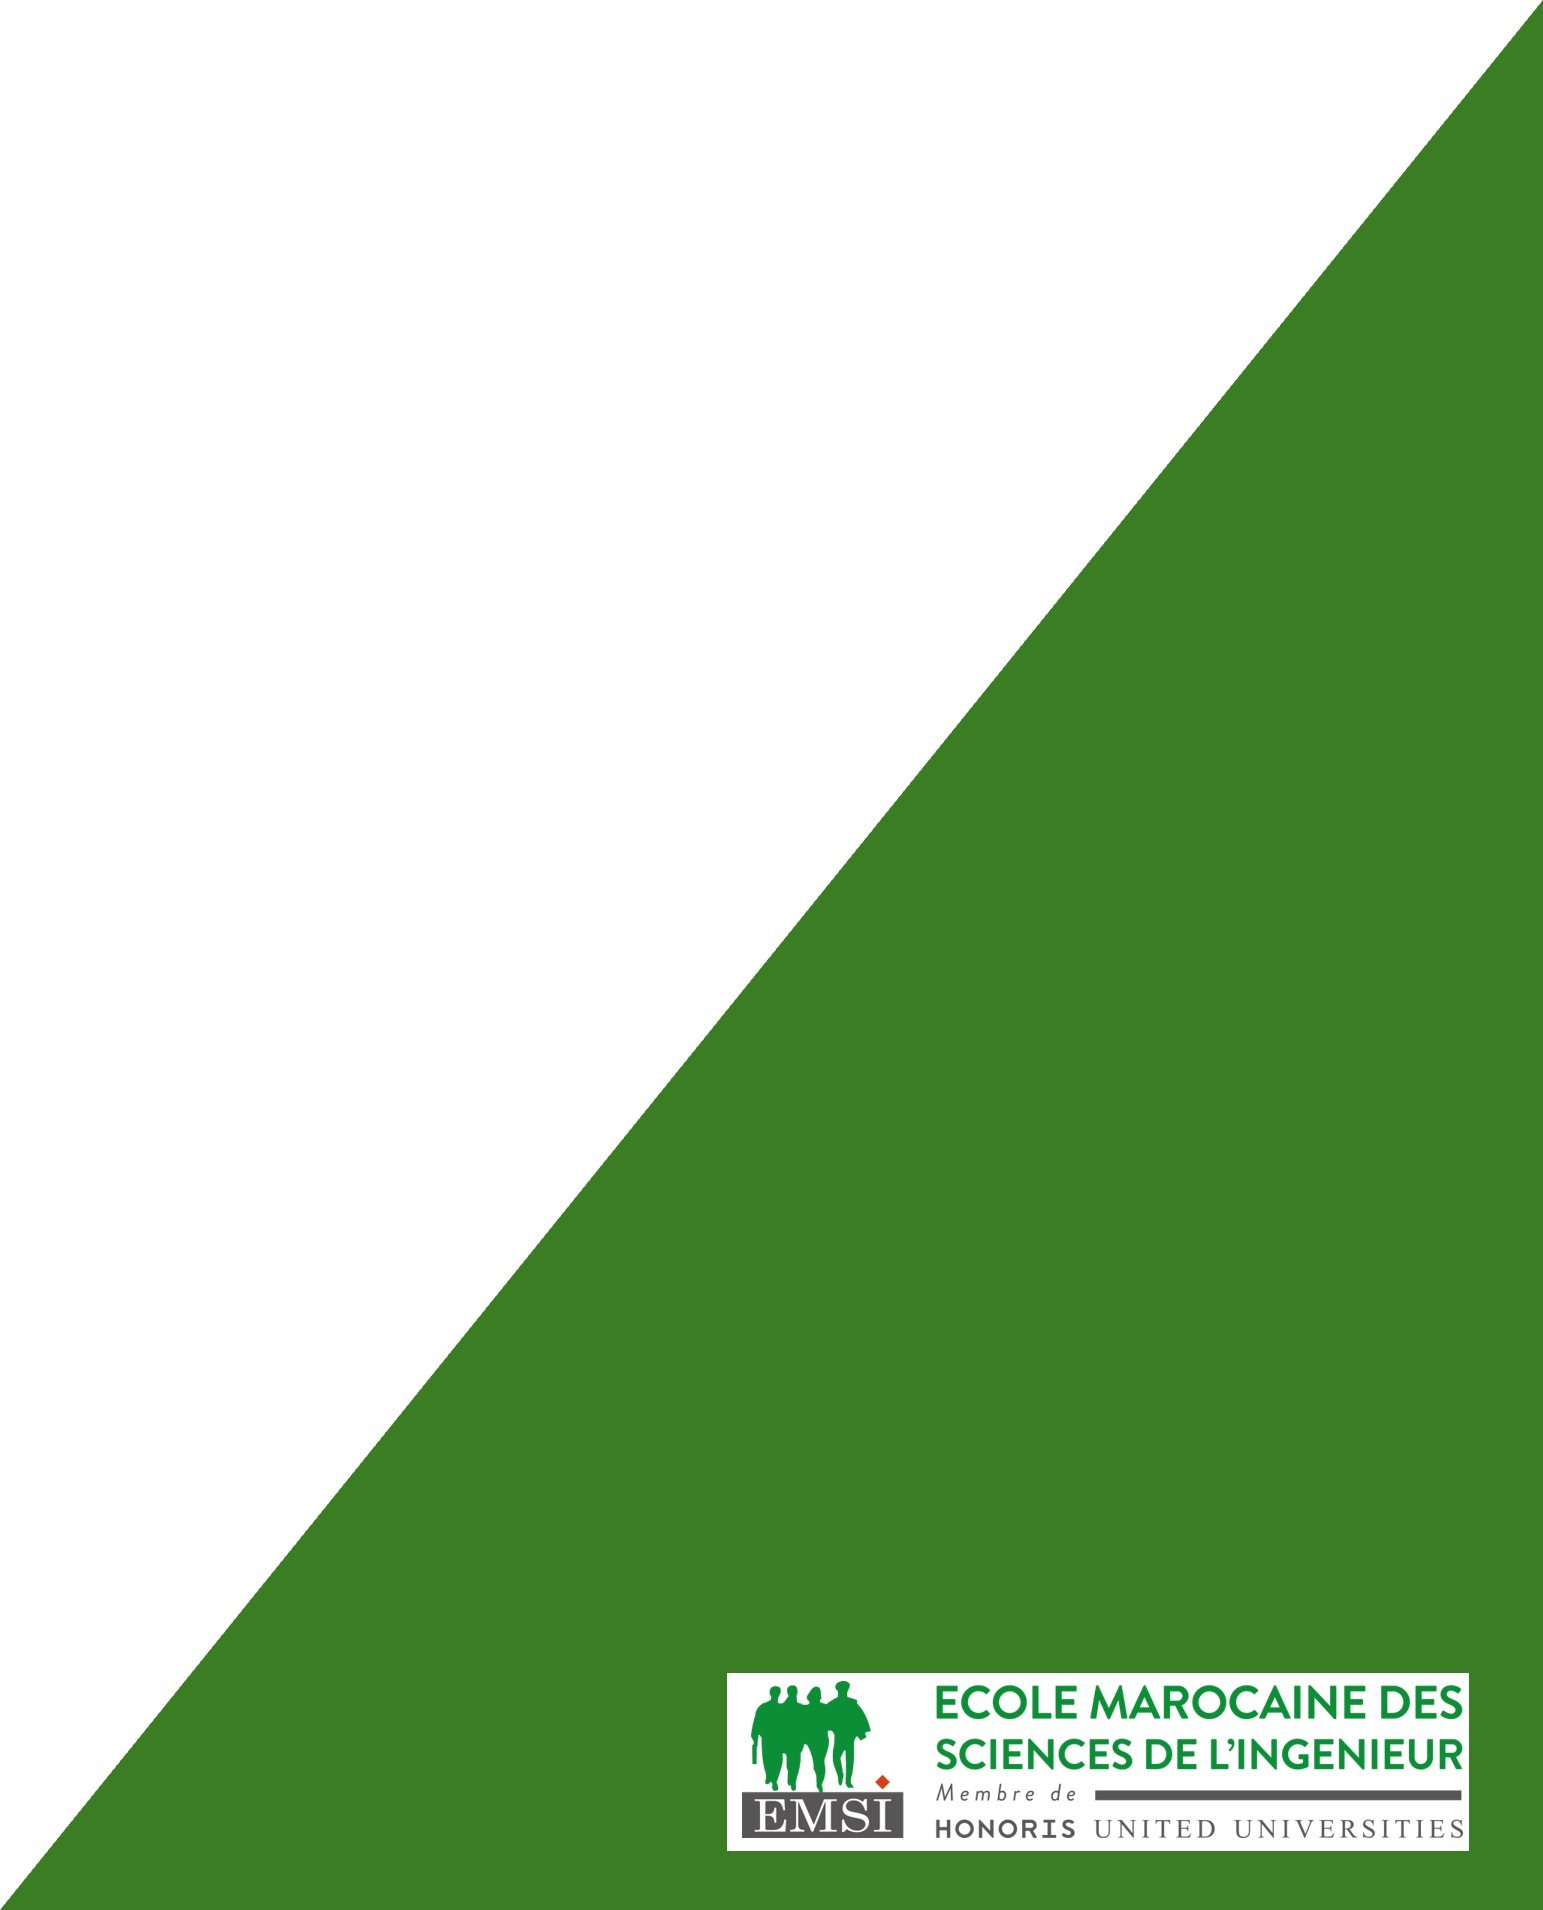 ECOLE MAROCAINE DES
SCIENCES DE L'INGENIEUR
Membre de
HONORIS UNITED UNIVERSITIES
EMSI